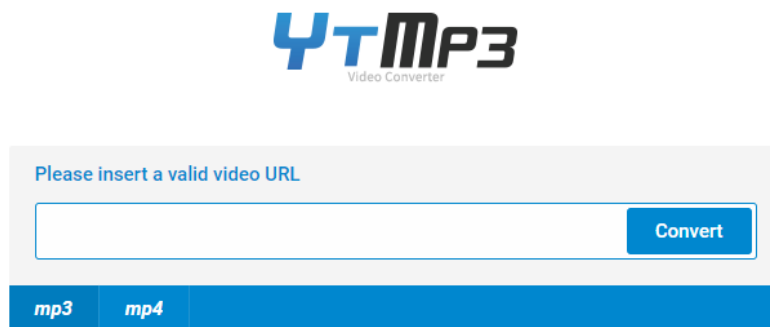 YTMP3
Video Converter
Please insert a valid video URL
Convert
mp3 mp4